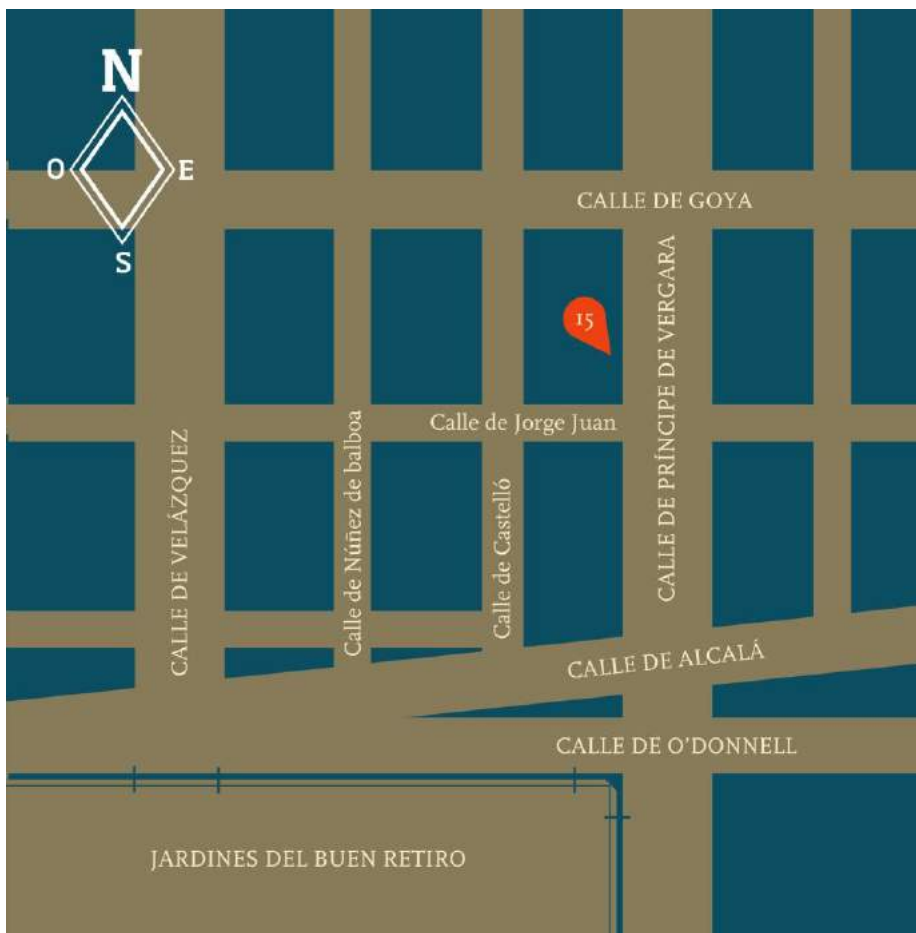 N
O
E
S
CALLE DE GOYA
15
CALLE DE PRÍNCIPE DE VERGARA
Calle de Jorge Juan
CALLE DE VELÁZQUEZ
Calle de Núñez de balboa
Calle de Castelló
CALLE DE ALCALÁ
CALLE DE O'DONNELL
JARDINES DEL BUEN RETIRO